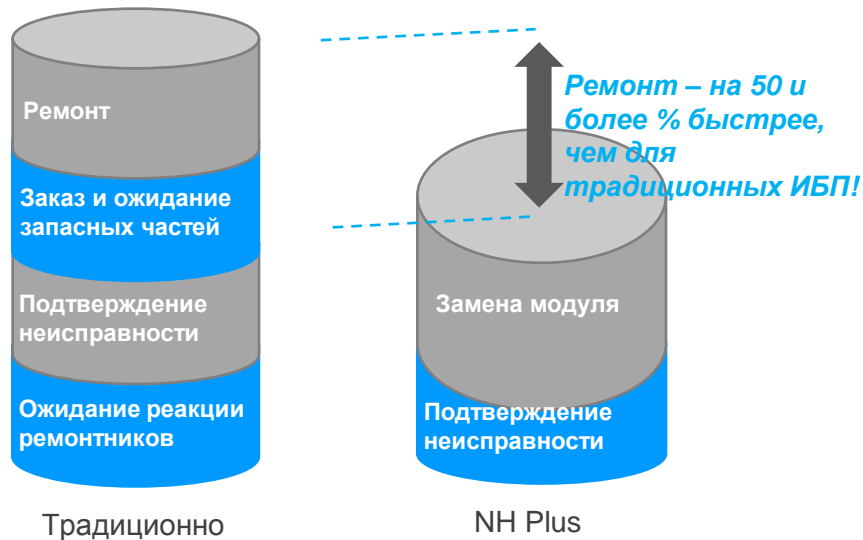 Ремонт
Заказ и ожидание
запасных частей
Подтверждение
неисправности
Ожидание реакции
ремонтников
Традиционно
Ремонт – на 50 и
более % быстрее,
чем для
традиционных ИБП!
Замена модуля
Подтверждение
неисправности
NH Plus